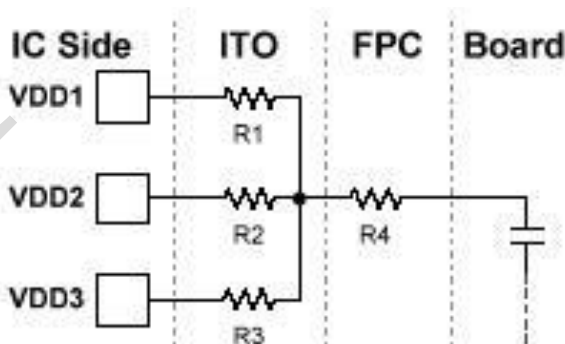 IC Side ITO FPC Board
VDD1
R1
VDD2
R2 R4
VDD3
R3